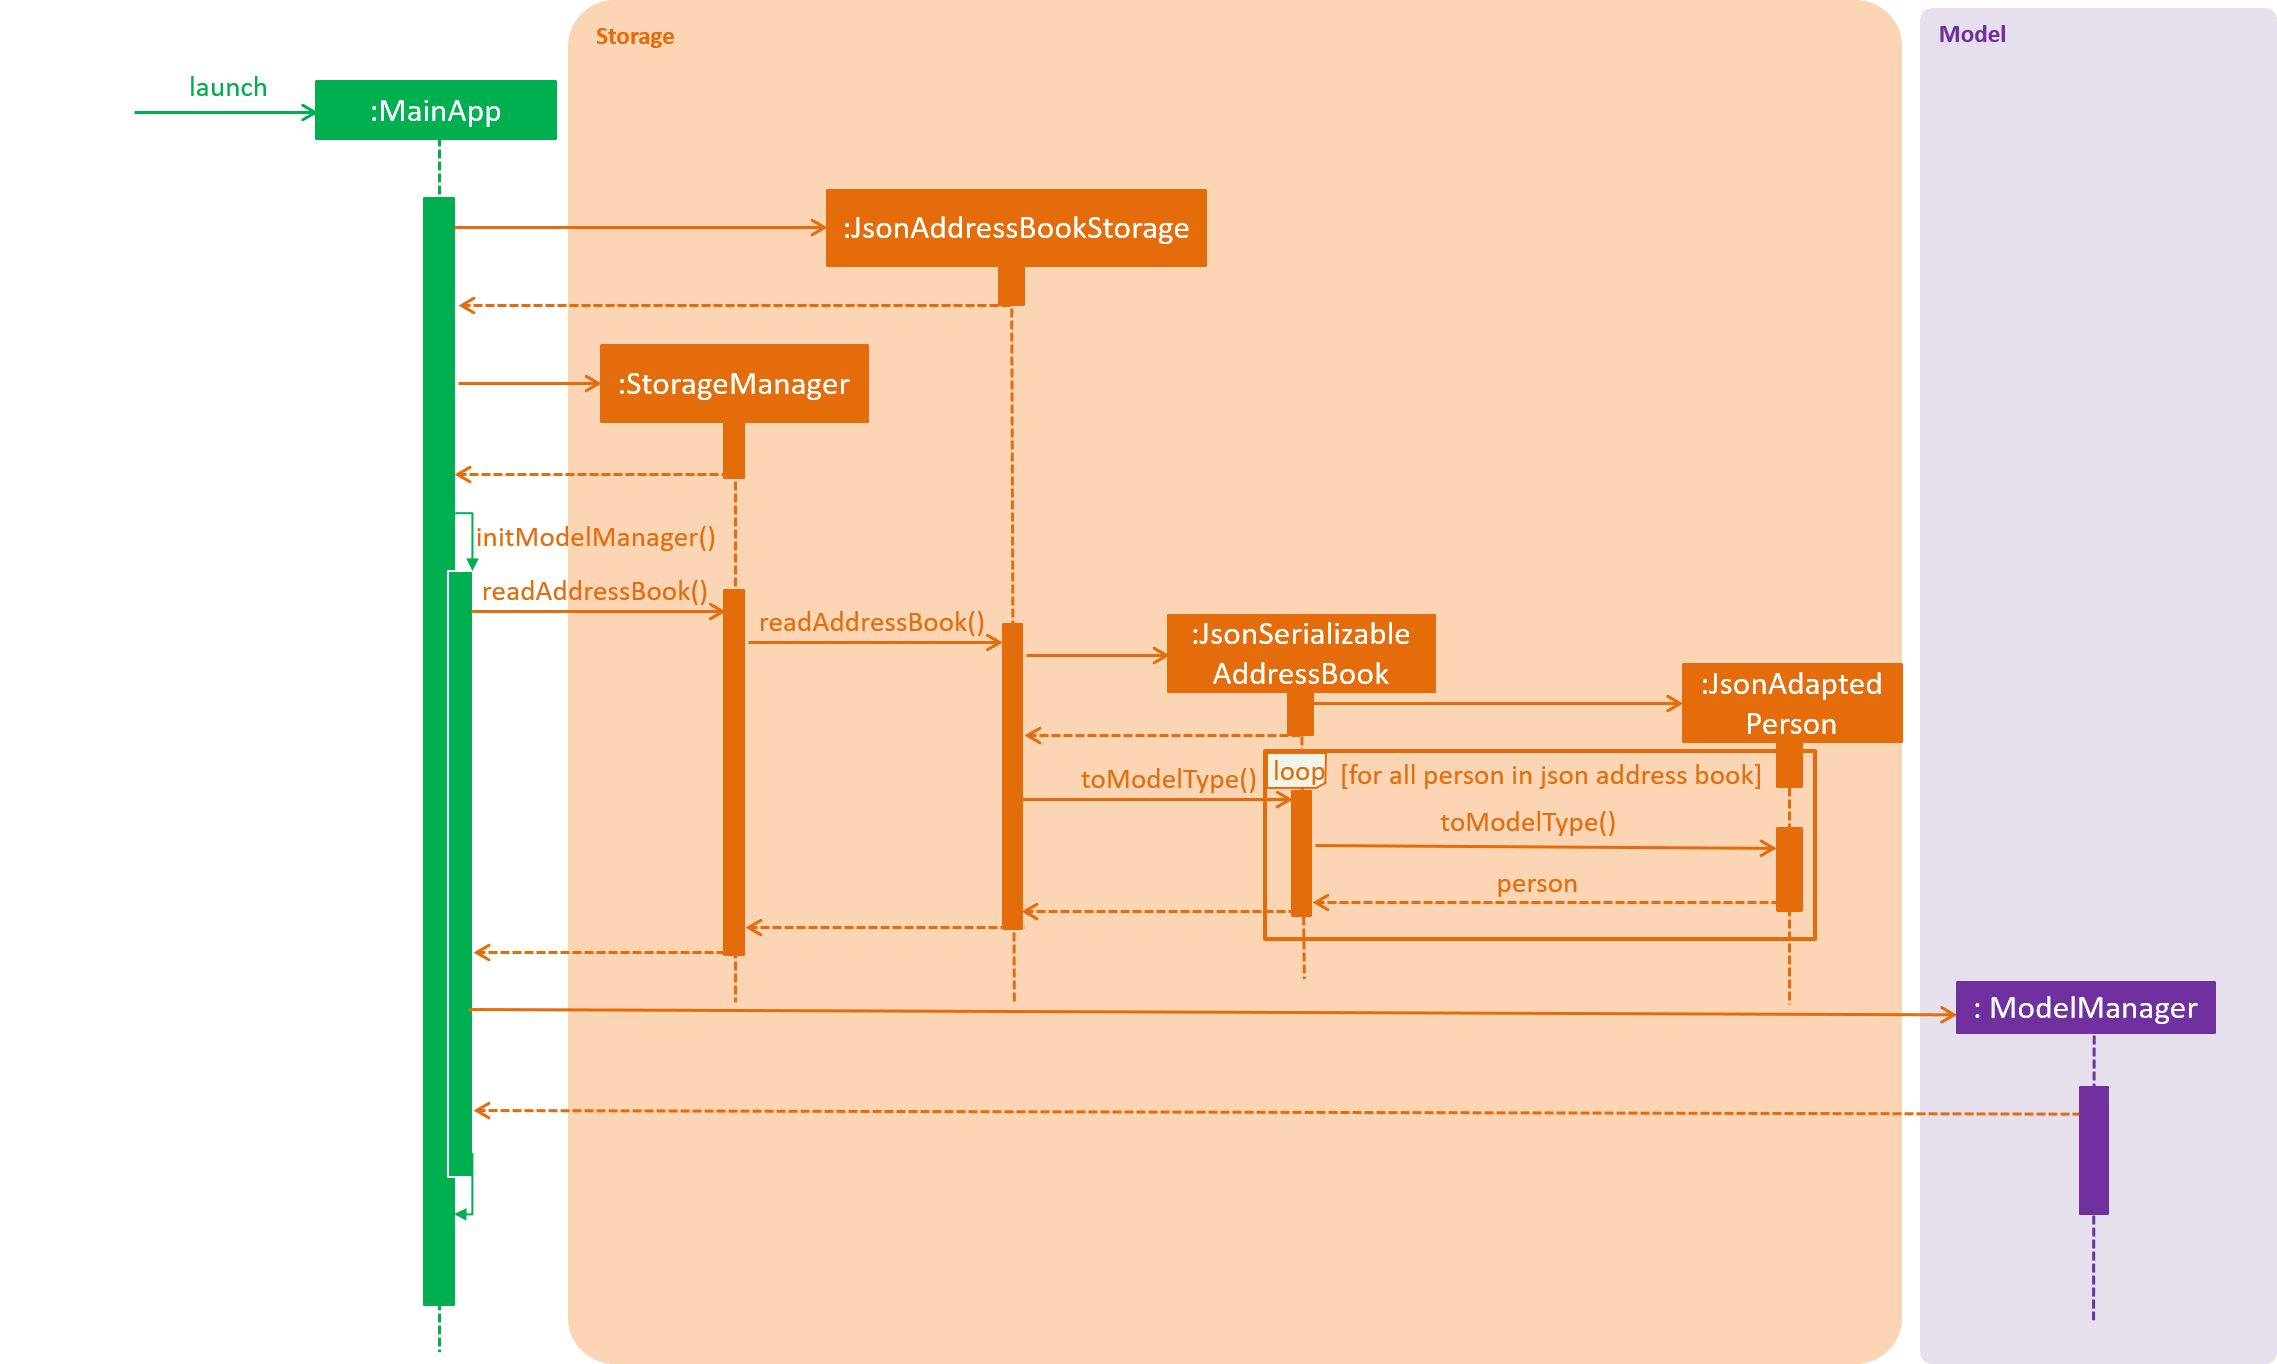 Storage
Model
launch
:MainApp
:JsonAddressBookStorage
:StorageManager
initModelManager()
readAddressBook()
readAddressBook()
:JsonSerializable
AddressBook
:JsonAdapted
Person
loop
[for all person in json address book]
toModelType()
toModelType()
person
: ModelManager